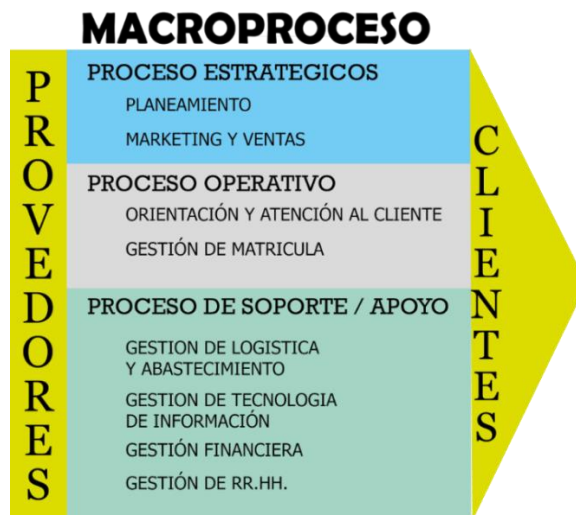 MACROPROCESO
PROVEDORES
PROCESO ESTRATEGICOS
PLANEAMIENTO
MARKETING Y VENTAS
PROCESO OPERATIVO
ORIENTACIÓN Y ATENCIÓN AL CLIENTE
GESTIÓN DE MATRICULA
PROCESO DE SOPORTE / APOYO
GESTION DE LOGISTICA
Y ABASTECIMIENTO
GESTION DE TECNOLOGIA
DE INFORMACIÓN
GESTIÓN FINANCIERA
GESTIÓN DE RR.HH.
CLIENTES